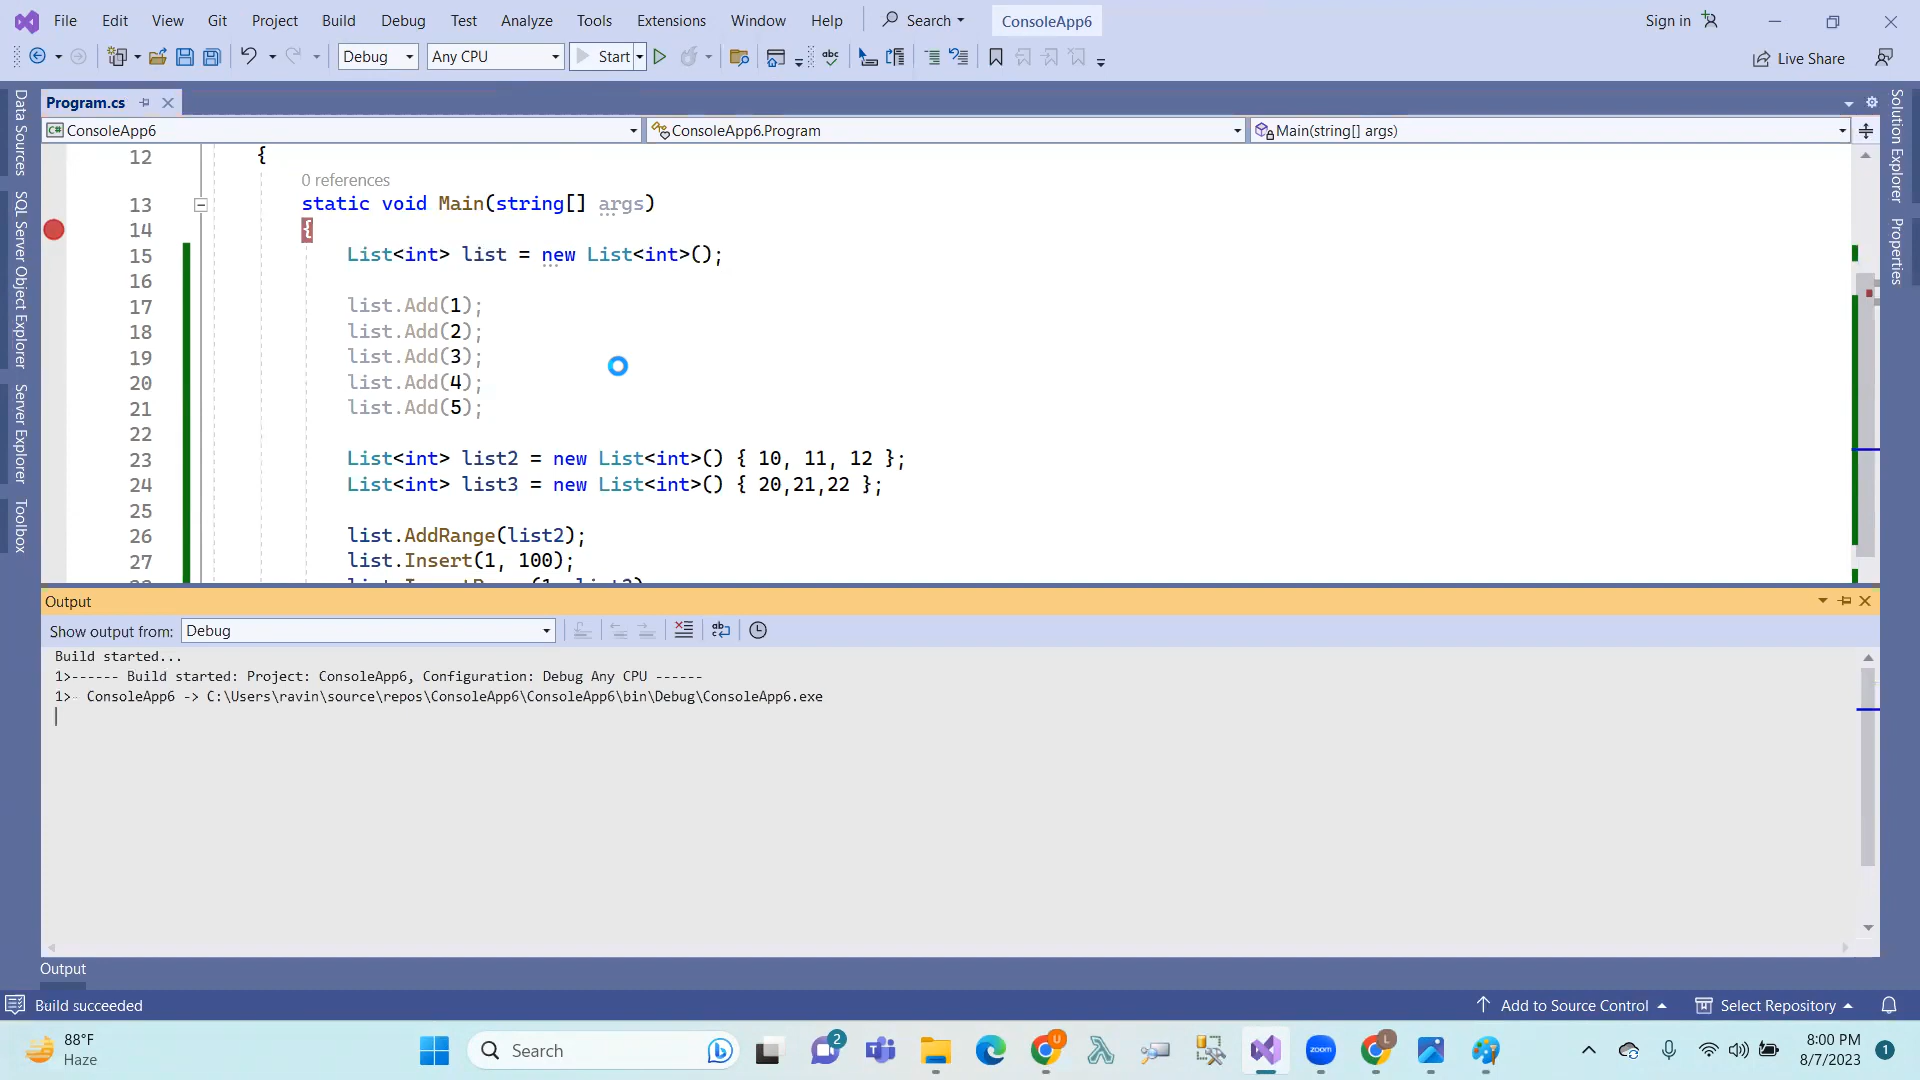 File Edit View Git Project Build Debug Test Analyze Tools Extensions Window Help Search ConsoleApp6 Sign in
Debug Any CPU Start Live Share
Program.cs
ConsoleApp6 ConsoleApp6.Program Main(string[] args)
Data Sources
SQL Server Object Explorer
Server Explorer
Toolbox
12 {
0 references
13 static void Main(string[] args)
14 {
15 List<int> list = new List<int>();
16
17 list.Add(1);
18 list.Add(2);
19 list.Add(3);
20 list.Add(4);
21 list.Add(5);
22
23 List<int> list2 = new List<int>() { 10, 11, 12 };
24 List<int> list3 = new List<int>() { 20,21,22 };
25
26 list.AddRange(list2);
27 list.Insert(1, 100);
Solution Explorer
Properties
Output
Show output from: Debug
Build started...
1>------ Build started: Project: ConsoleApp6, Configuration: Debug Any CPU ------
1> ConsoleApp6 -> C:\Users\ravin\source\repos\ConsoleApp6\ConsoleApp6\bin\Debug\ConsoleApp6.exe
Output
Build succeeded Add to Source Control Select Repository
88°F
Haze
Search
2
U
zoom
L
8:00 PM
8/7/2023
1